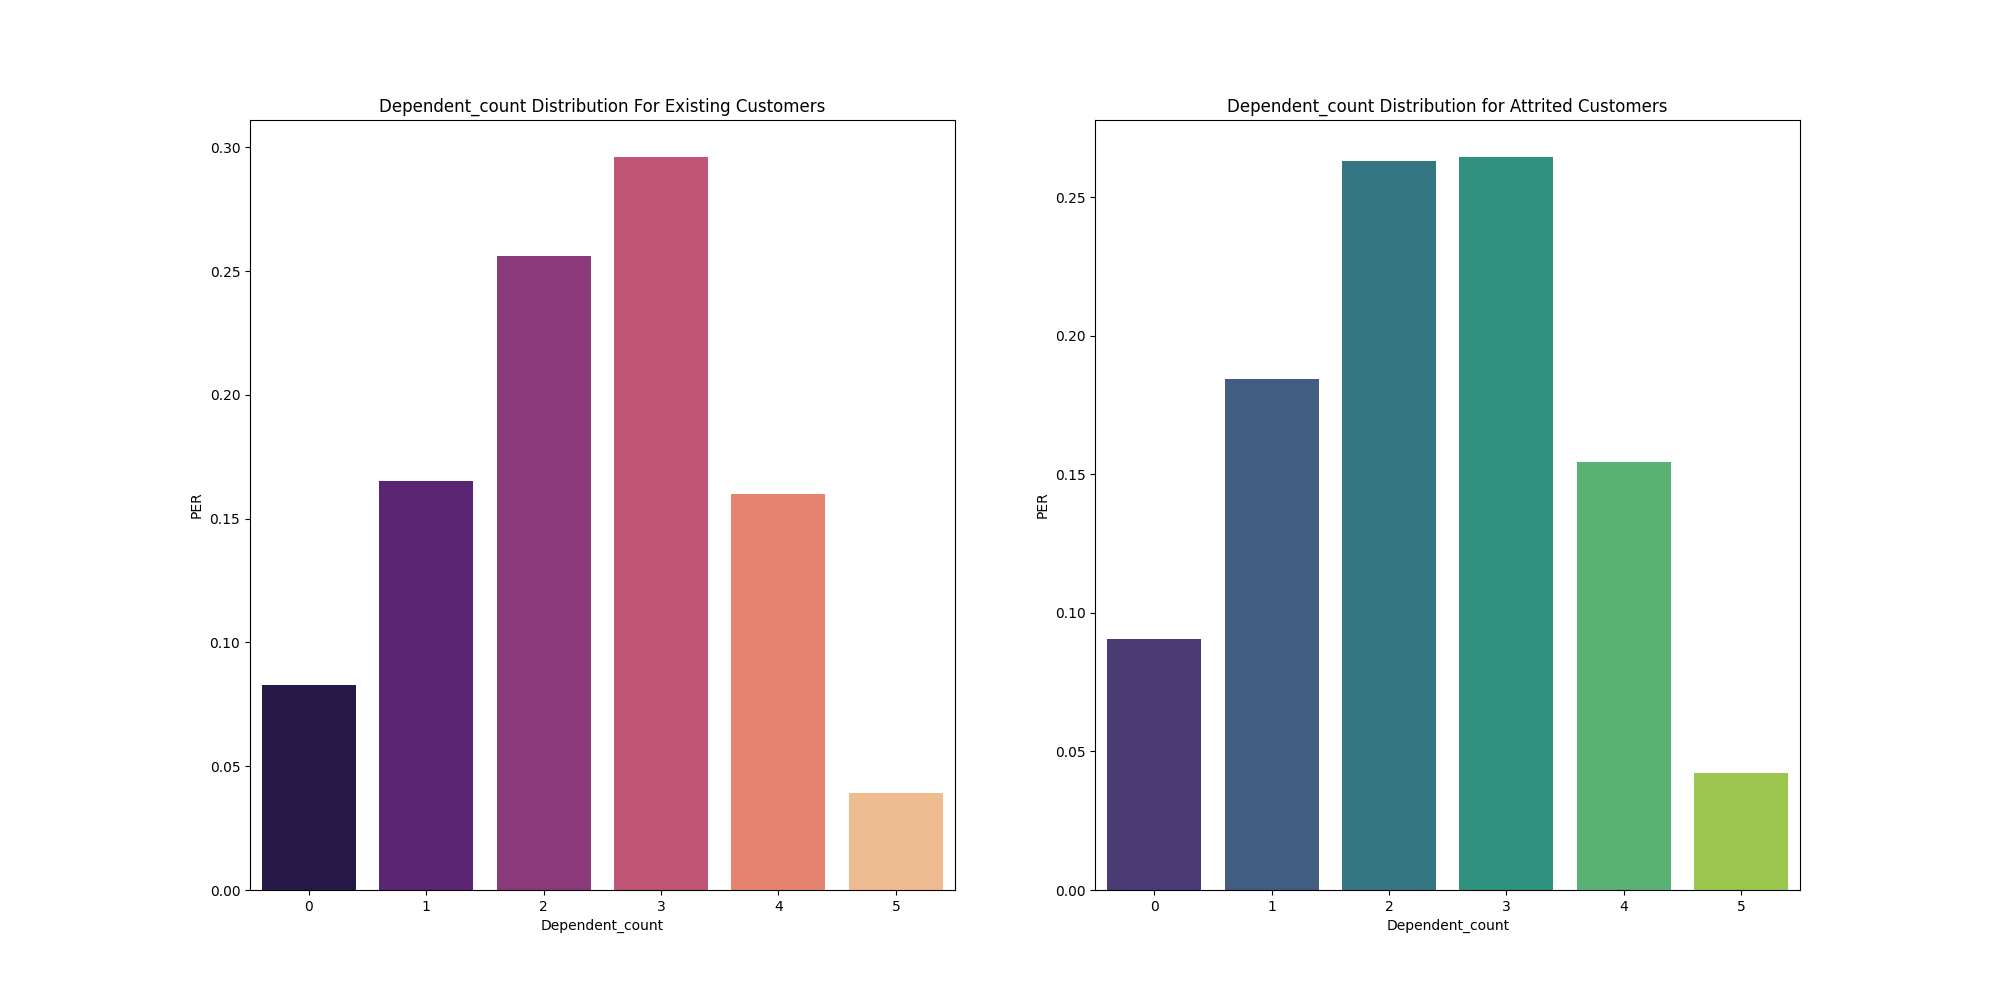 Dependent_count Distribution For Existing Customers
0.30
0.25
0.20
0.15
0.10
0.05
0.00
PER
0 1 2 3 4 5
Dependent_count
Dependent_count Distribution for Attrited Customers
0.25
0.20
0.15
0.10
0.05
0.00
PER
0 1 2 3 4 5
Dependent_count